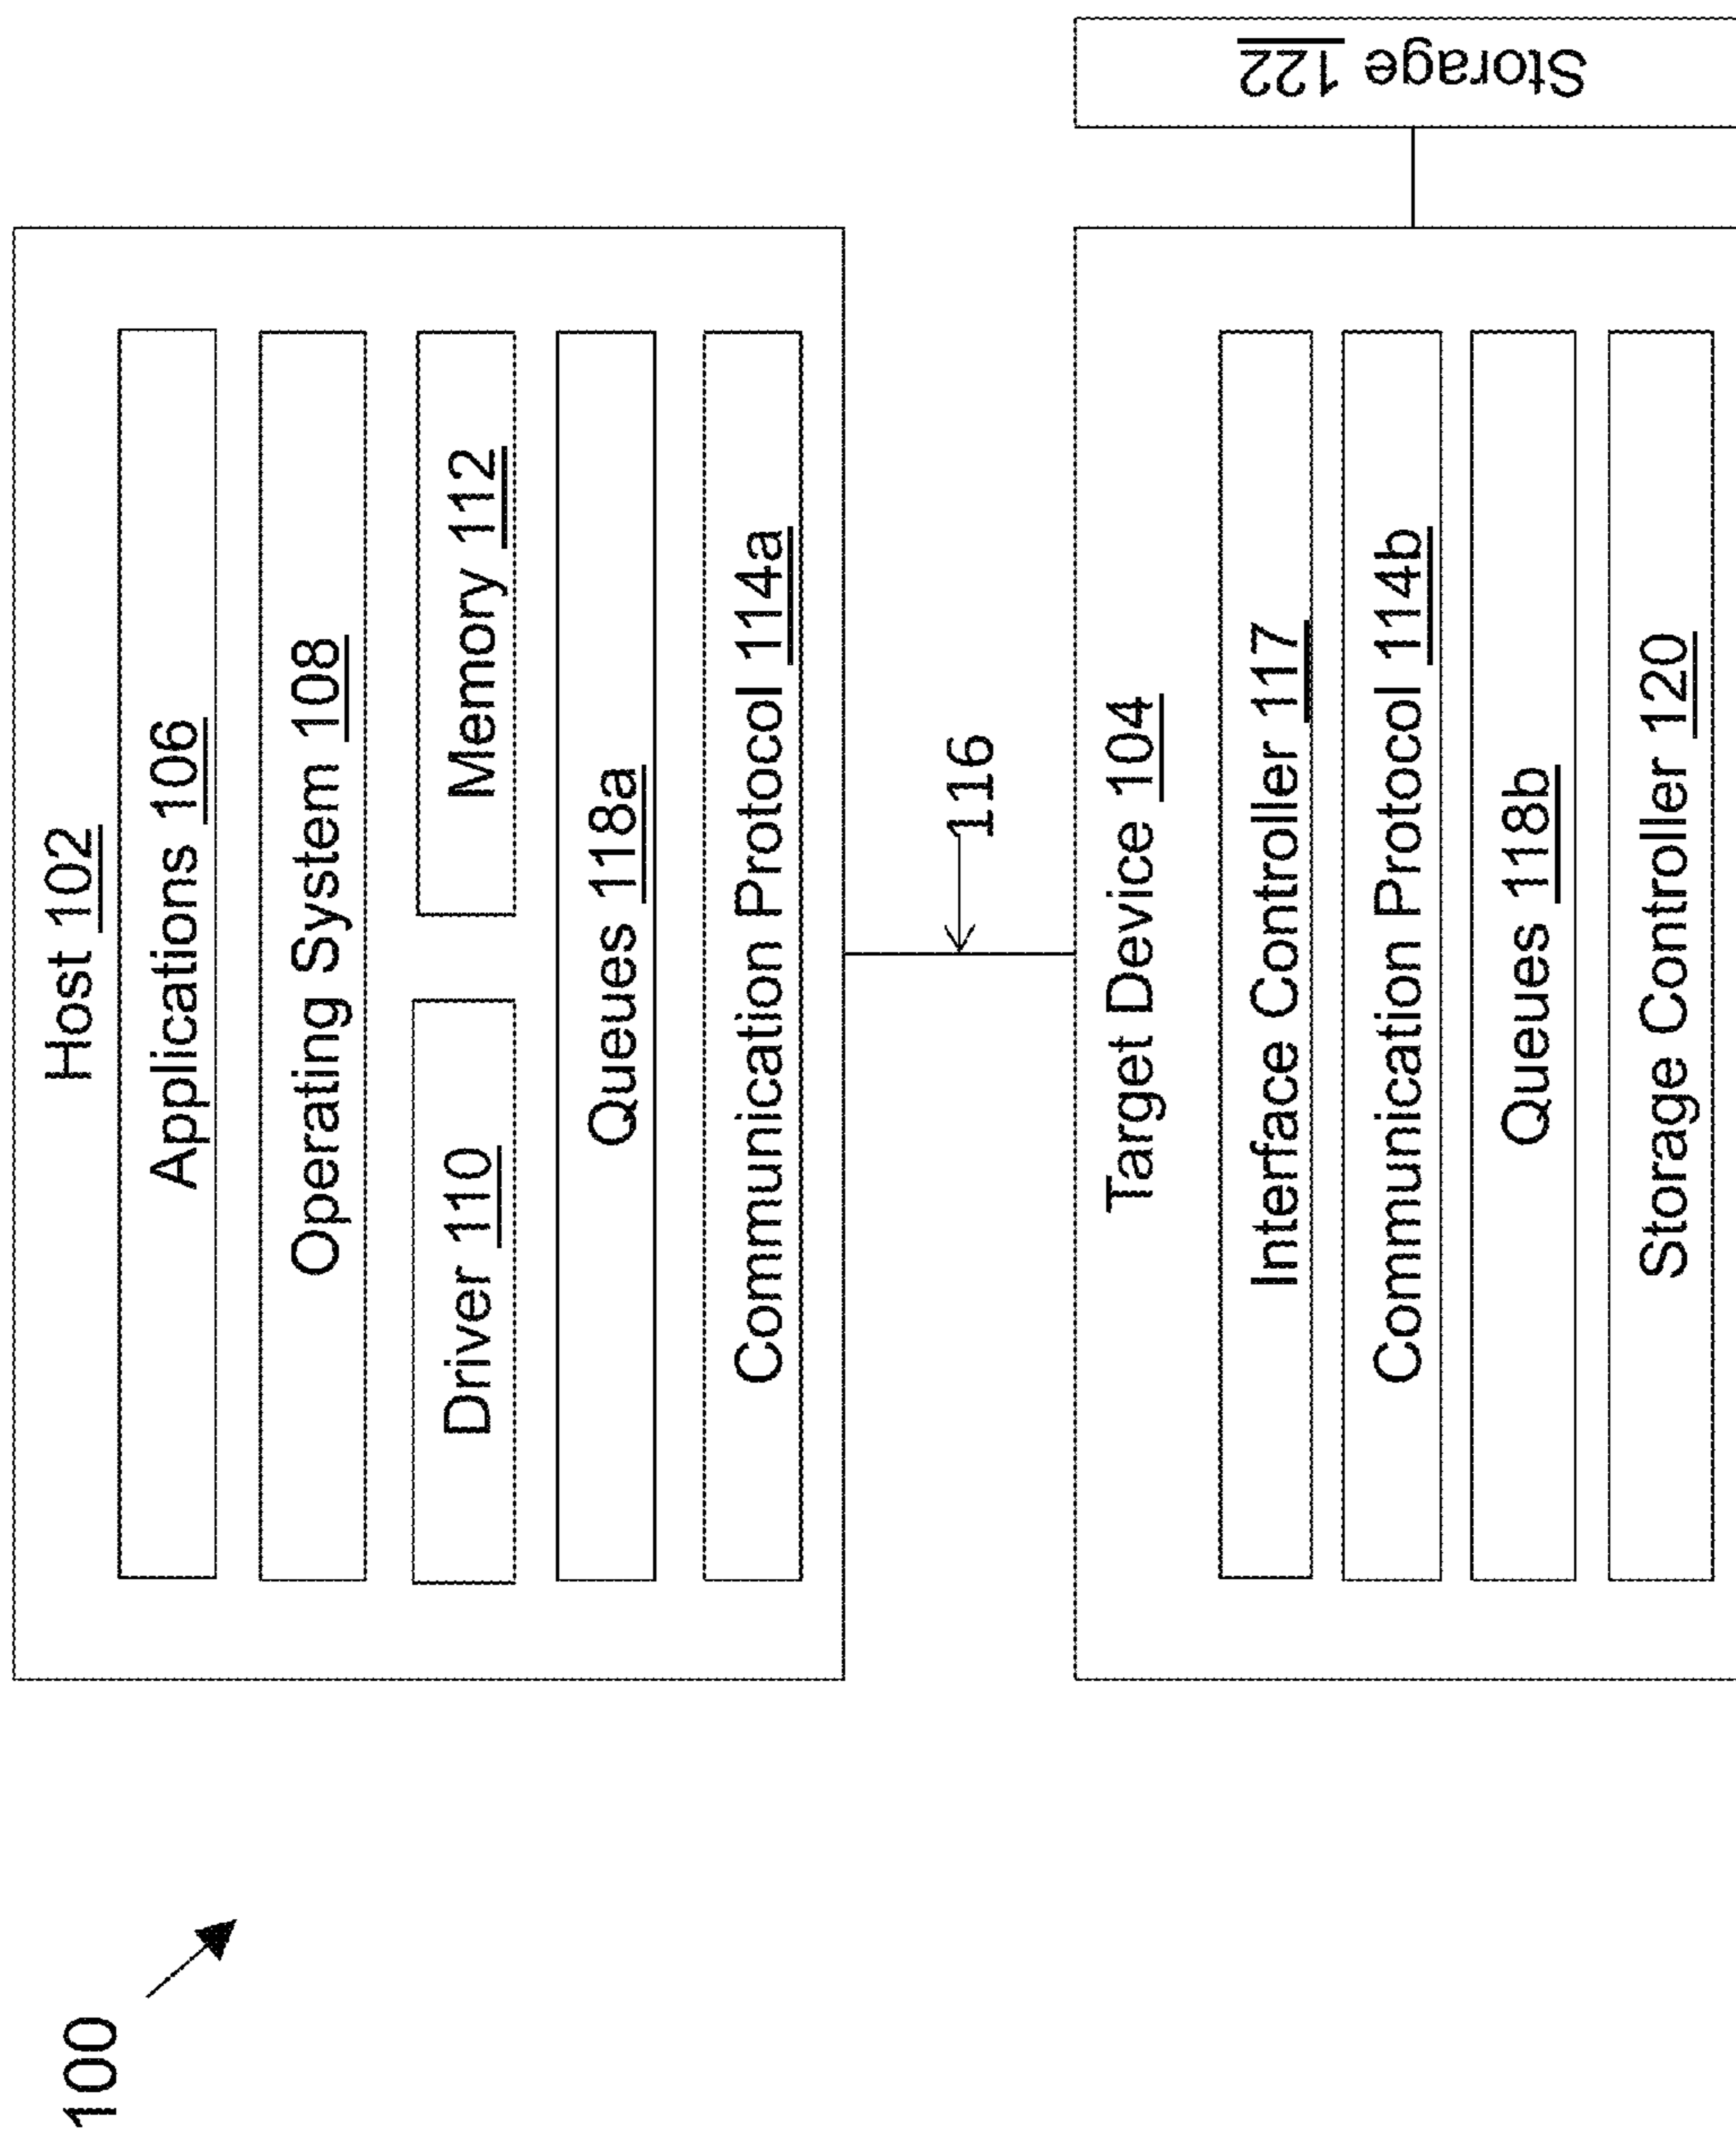 100
Host 102
Applications 106
Operating System 108
Driver 110
Memory 112
Queues 118a
Communication Protocol 114a
116
Target Device 104
Interface Controller 117
Communication Protocol 114b
Queues 118b
Storage Controller 120
Storage 122